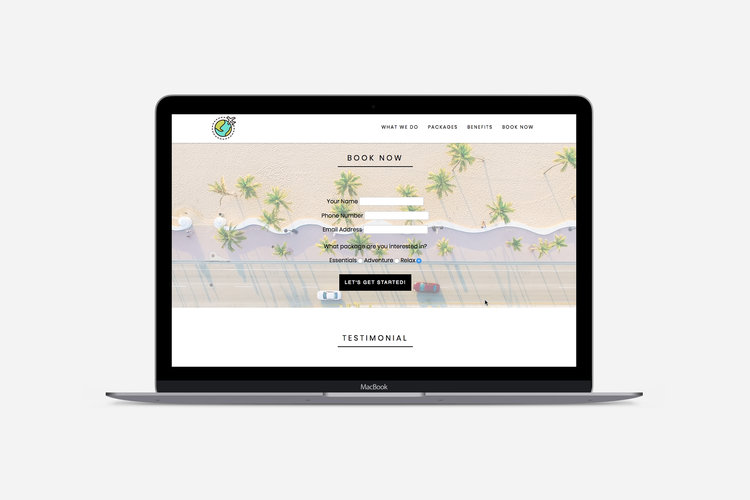 WHAT WE DO PACKAGES BENEFITS BOOK NOW
BOOK NOW
Your Name
Phone Number
Email Address
What package are you interested in?
Essentials Adventure Relax
LET'S GET STARTED!
TESTIMONIAL
MacBook